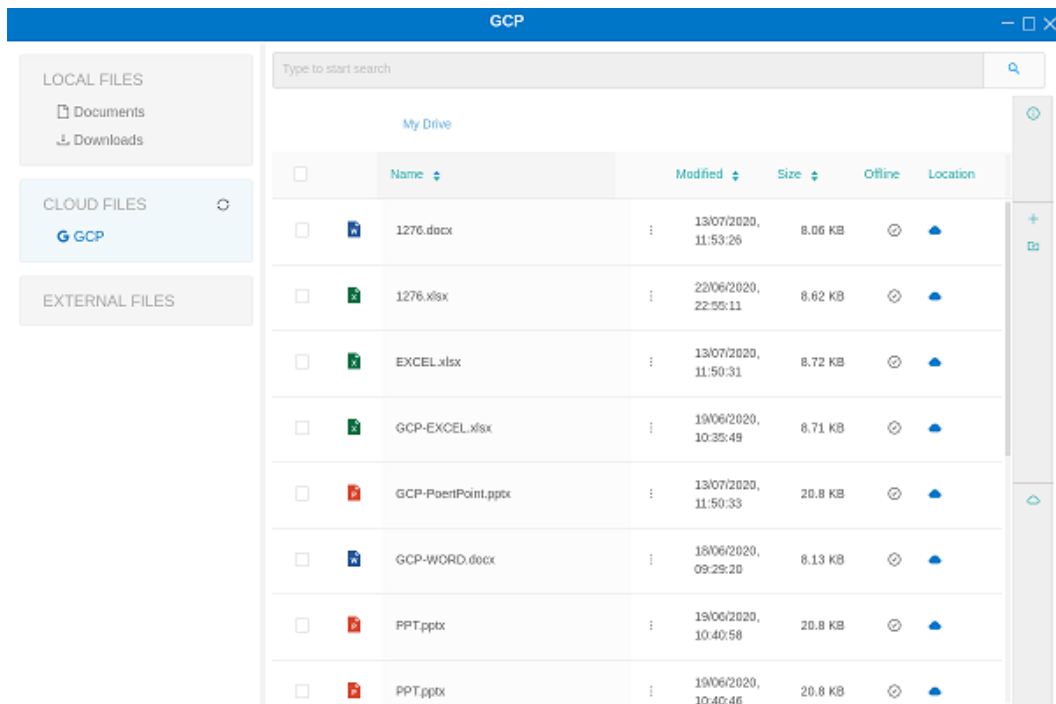 GCP
LOCAL FILES
Documents
Downloads
CLOUD FILES
GCP
EXTERNAL FILES
Type to start search
My Drive
Name Modified Size Offline Location
1276.docx 13/07/2020, 11:53:26 8.06 KB
1276.xlsx 22/06/2020, 22:55:11 8.62 KB
EXCEL.xlsx 13/07/2020, 11:50:31 8.72 KB
GCP-EXCEL.xlsx 19/06/2020, 10:35:49 8.71 KB
GCP-PoertPoint.pptx 13/07/2020, 11:50:33 20.8 KB
GCP-WORD.docx 18/06/2020, 09:29:20 8.13 KB
PPT.pptx 19/06/2020, 10:40:58 20.8 KB
PPT.pptx 19/06/2020, 10:40:46 20.8 KB